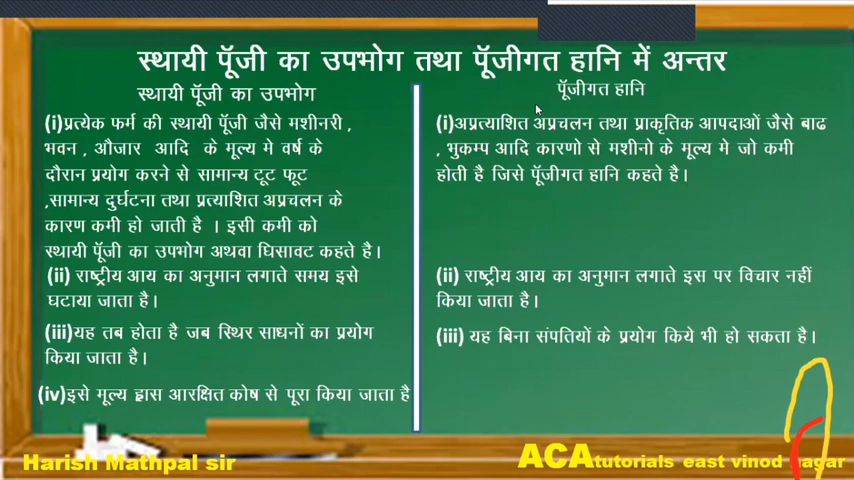 स्थायी पूॅजी का उपभोग तथा पूॅजीगत हानि में अन्तर
स्थायी पूॅजी का उपभोग
(i)प्रत्येक फर्म की स्थायी पूॅजी जैसे मशीनरी ,
भवन , औजार आदि के मूल्य मे वर्ष के
दौरान प्रयोग करने से सामान्य टूट फूट
,सामान्य दुर्घटना तथा प्रत्याशित अप्रचलन के
कारण कमी हो जाती है । इसी कमी को
स्थायी पूॅजी का उपभोग अथवा घिसावट कहते है।
(ii) राष्ट्रीय आय का अनुमान लगाते समय इसे
घटाया जाता है।
(iii)यह तब होता है जब स्थिर साधनों का प्रयोग
किया जाता है।
(iv)इसे मूल्य ह्रास आरक्षित कोष से पूरा किया जाता है
पूॅजीगत हानि
(i)अप्रत्याशित अप्रचलन तथा प्राकृतिक आपदाओं जैसे बाढ
, भुकम्प आदि कारणो से मशीनो के मूल्य मे जो कमी
होती है जिसे पूॅजीगत हानि कहते है।
(ii) राष्ट्रीय आय का अनुमान लगाते इस पर विचार नहीं
किया जाता है।
(iii) यह बिना संपतियों के प्रयोग किये भी हो सकता है।
Harish Mathpal sir
ACAtutorials east vinod nagar